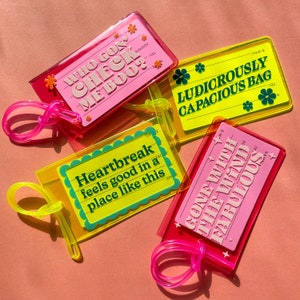 WHO GON'
CHECK
ME BOO?
LUDICROUSLY
CAPACIOUS BAG
Heartbreak
feels good in a
place like this
GONE WITH
THE WIND
FABULOUS